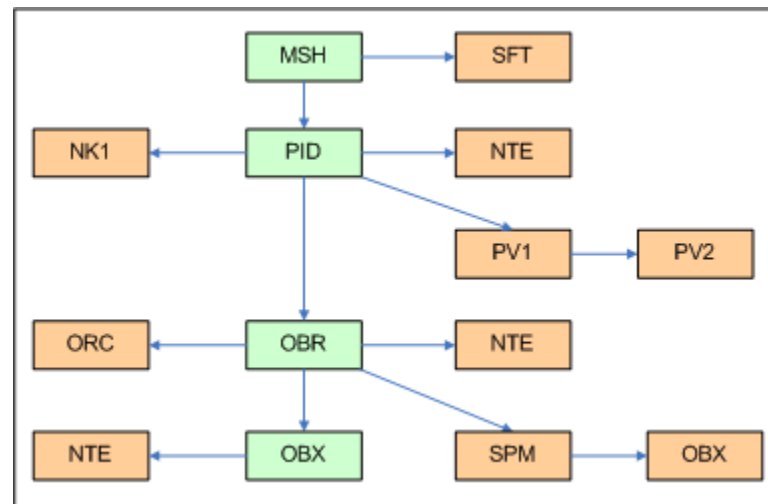 MSH
SFT
NK1
PID
NTE
PV1
PV2
ORC
OBR
NTE
NTE
OBX
SPM
OBX